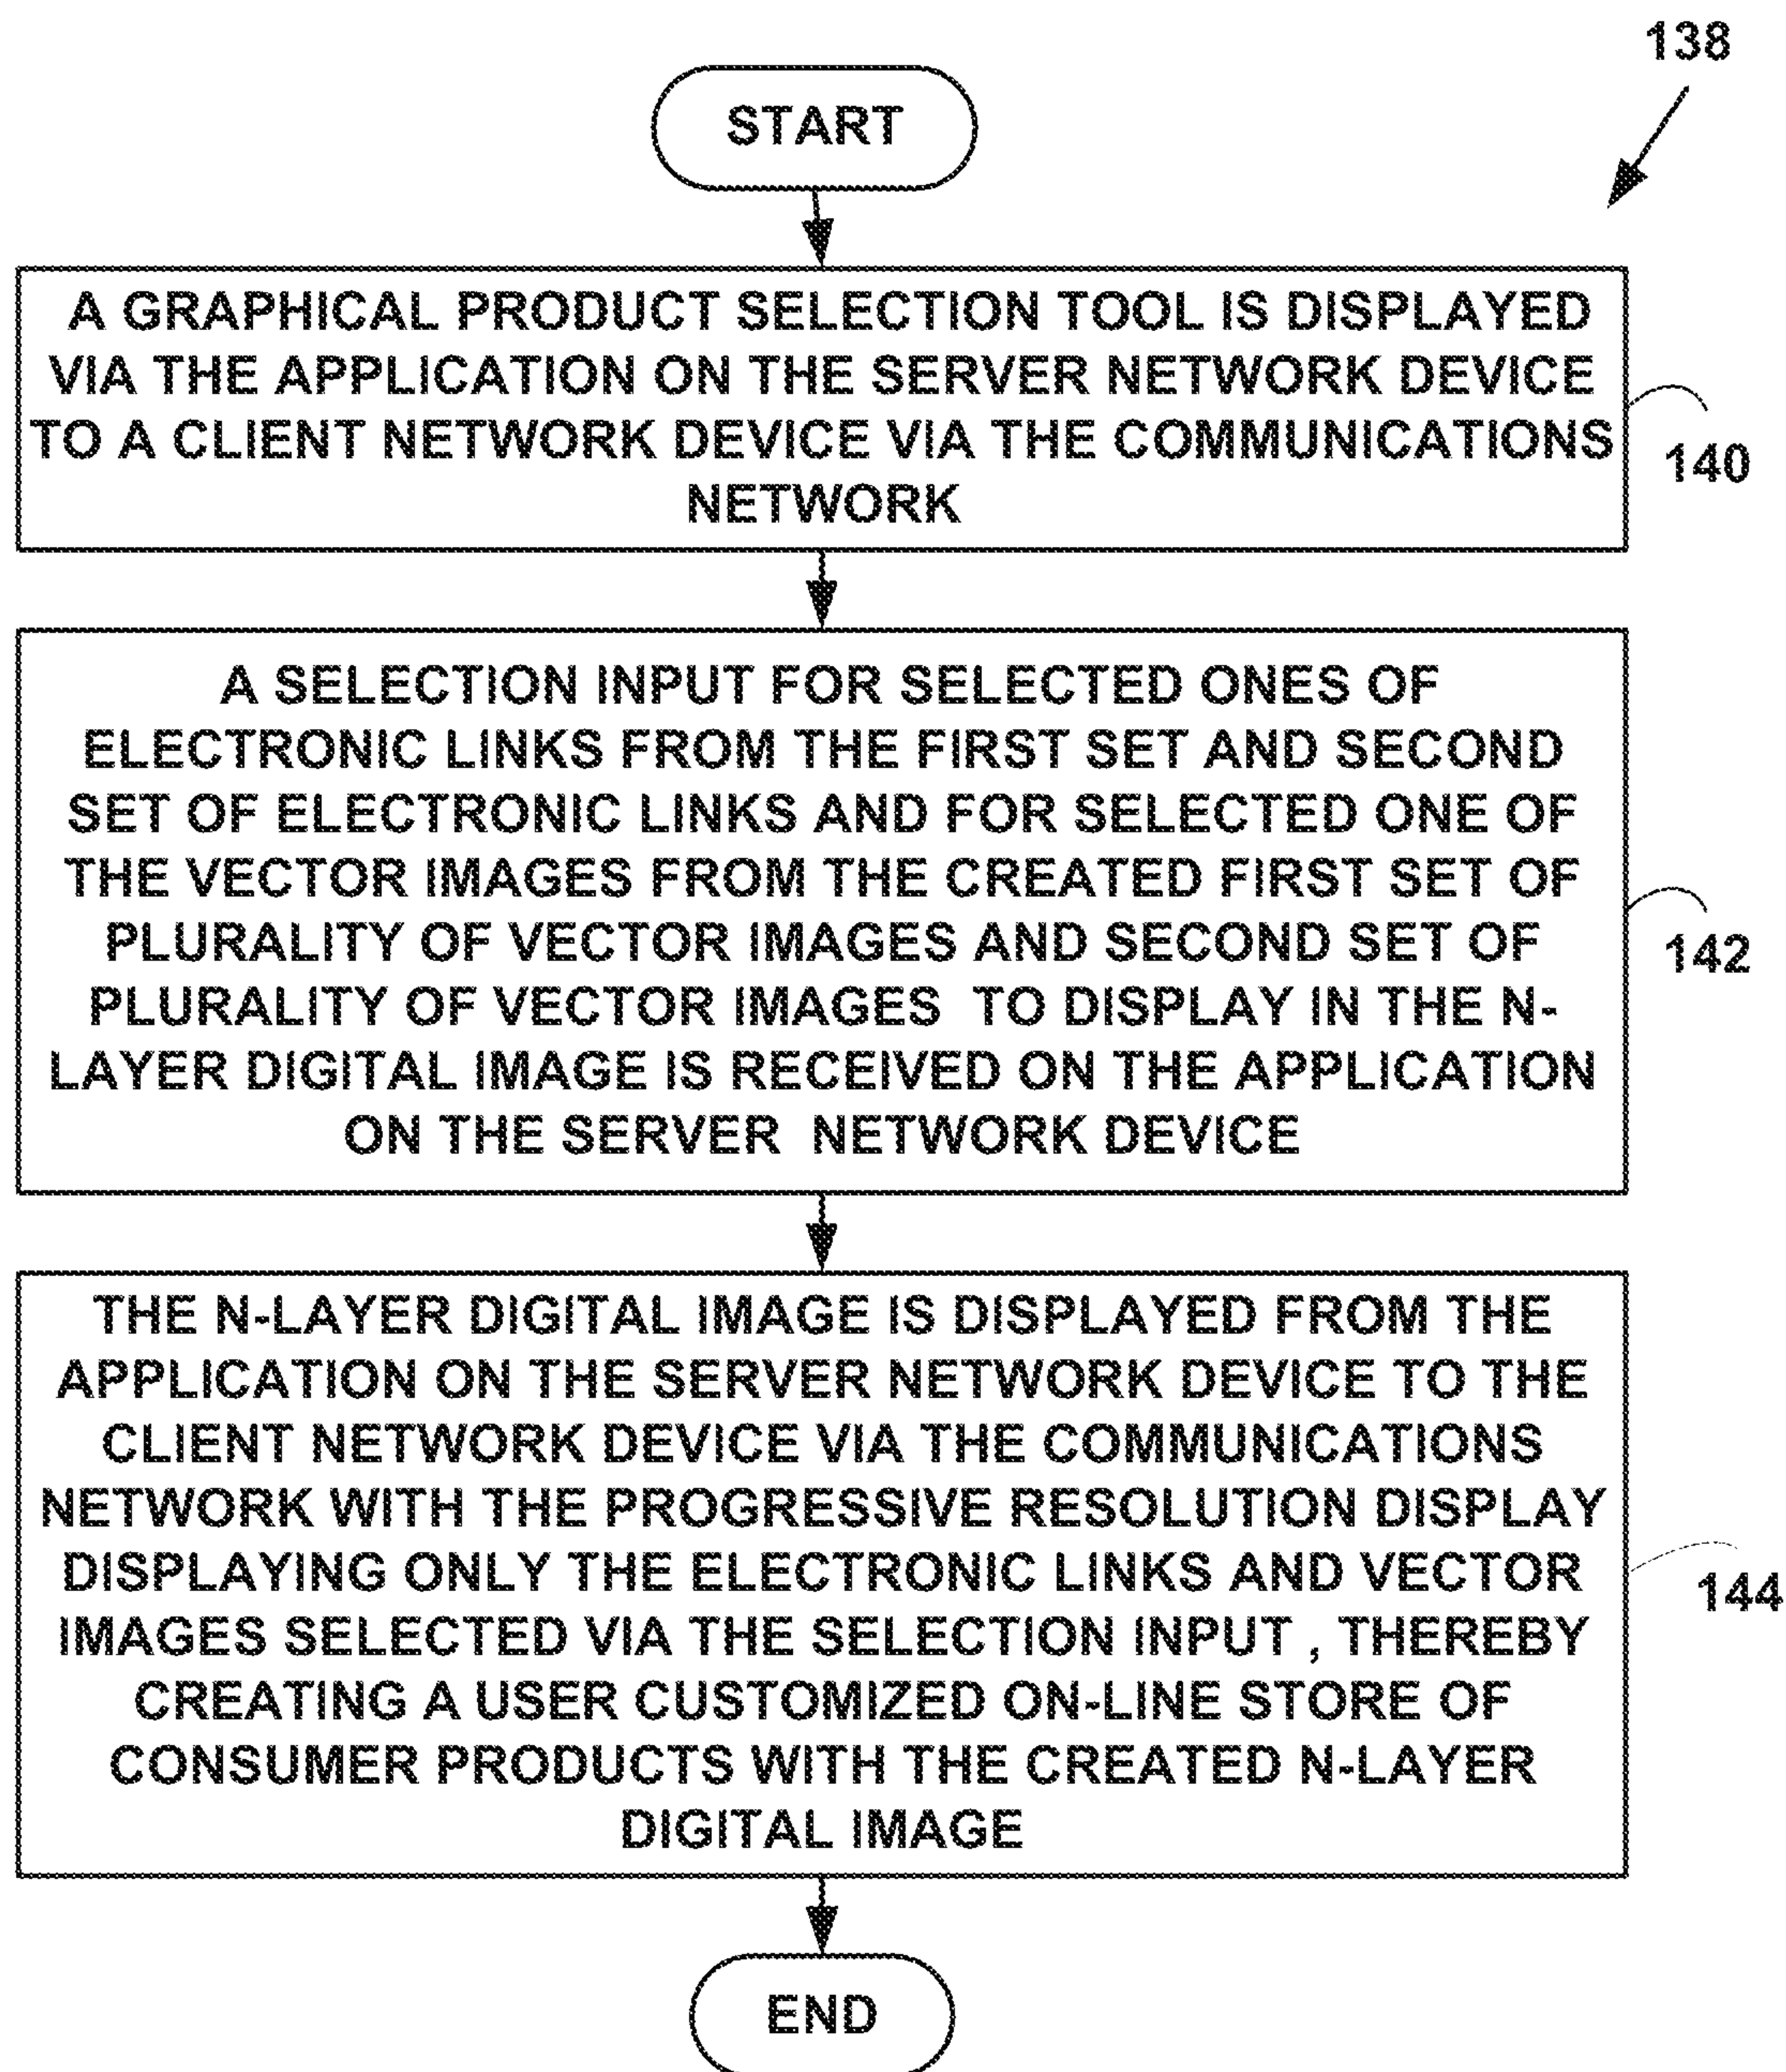 138
START
A GRAPHICAL PRODUCT SELECTION TOOL IS DISPLAYED
VIA THE APPLICATION ON THE SERVER NETWORK DEVICE
TO A CLIENT NETWORK DEVICE VIA THE COMMUNICATIONS
NETWORK
140
A SELECTION INPUT FOR SELECTED ONES OF
ELECTRONIC LINKS FROM THE FIRST SET AND SECOND
SET OF ELECTRONIC LINKS AND FOR SELECTED ONE OF
THE VECTOR IMAGES FROM THE CREATED FIRST SET OF
PLURALITY OF VECTOR IMAGES AND SECOND SET OF
PLURALITY OF VECTOR IMAGES TO DISPLAY IN THE N-
LAYER DIGITAL IMAGE IS RECEIVED ON THE APPLICATION
ON THE SERVER NETWORK DEVICE
142
THE N-LAYER DIGITAL IMAGE IS DISPLAYED FROM THE
APPLICATION ON THE SERVER NETWORK DEVICE TO THE
CLIENT NETWORK DEVICE VIA THE COMMUNICATIONS
NETWORK WITH THE PROGRESSIVE RESOLUTION DISPLAY
DISPLAYING ONLY THE ELECTRONIC LINKS AND VECTOR
IMAGES SELECTED VIA THE SELECTION INPUT , THEREBY
CREATING A USER CUSTOMIZED ON-LINE STORE OF
CONSUMER PRODUCTS WITH THE CREATED N-LAYER
DIGITAL IMAGE
144
END